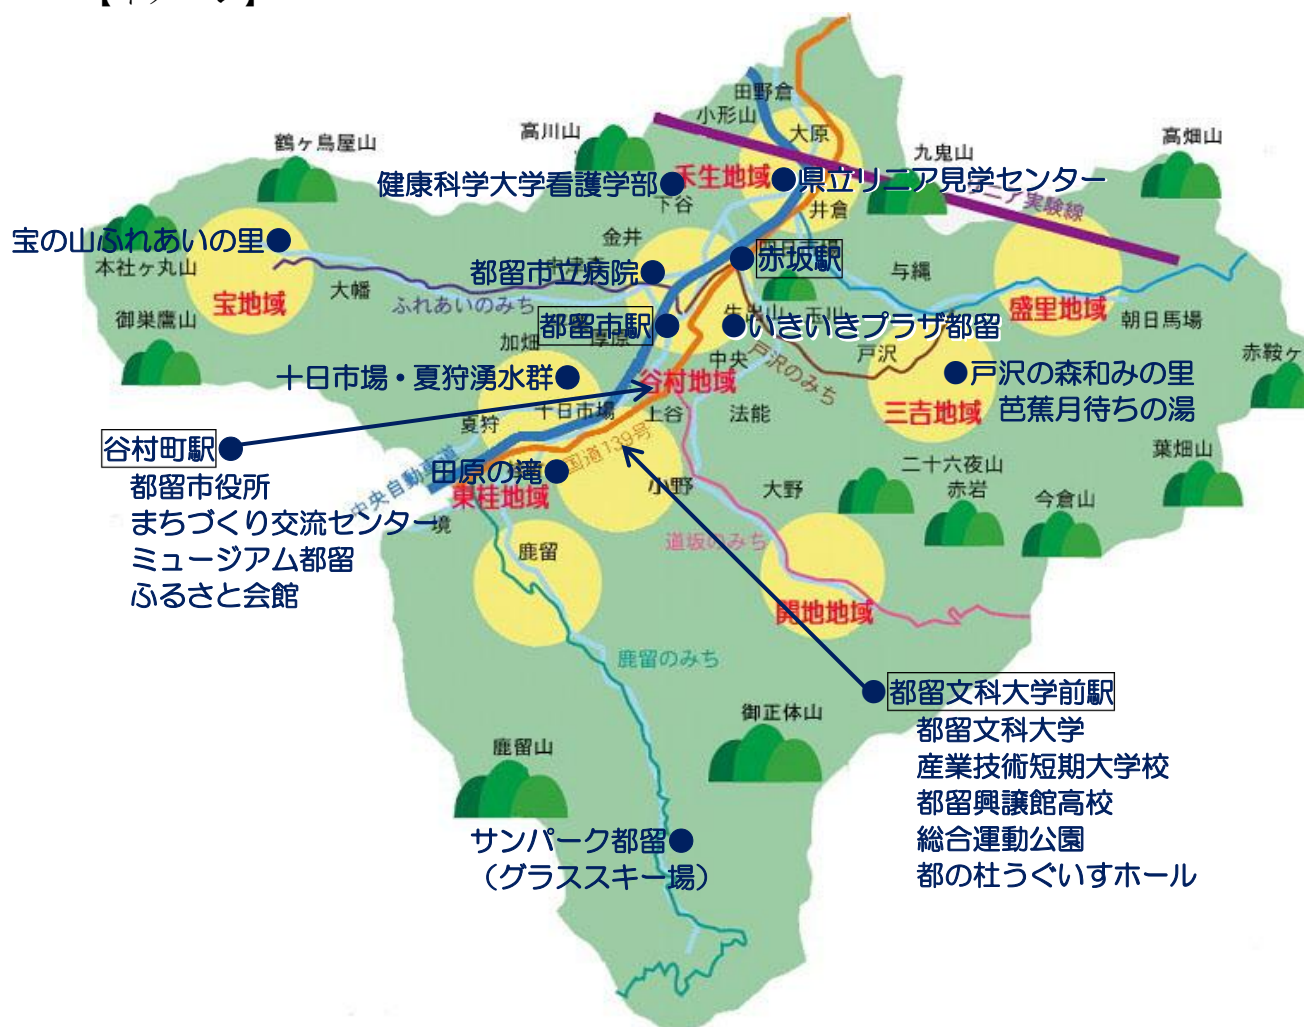 田野倉
小形山
大原
高川山
鶴ヶ鳥屋山
九鬼山
高畑山
健康科学大学看護学部
禾生地域
県立リニア見学センター
リニア実験線
下谷
井倉
宝の山ふれあいの里
金井
四日市場
赤坂駅
与縄
本社ヶ丸山
都留市立病院
大幡
宝地域
ふれあいのみち
盛里地域
朝日馬場
御巣鷹山
都留市駅
いきいきプラザ都留
玉川
加畑
厚原
中央
戸沢のみち
戸沢
赤鞍ヶ
十日市場・夏狩湧水群
谷村地域
戸沢の森和みの里
芭蕉月待ちの湯
三吉地域
十日市場
上谷
法能
夏狩
国道139号
谷村町駅
都留市役所
まちづくり交流センター
ミュージアム都留
ふるさと会館
中央自動車道
田原の滝
東桂地域
境
小野
大野
二十六夜山
赤岩
今倉山
葉畑山
鹿留
道坂のみち
開地地域
鹿留のみち
都留文科大学前駅
都留文科大学
産業技術短期大学校
都留興譲館高校
総合運動公園
都の杜うぐいすホール
御正体山
鹿留山
サンパーク都留
（グラススキー場）